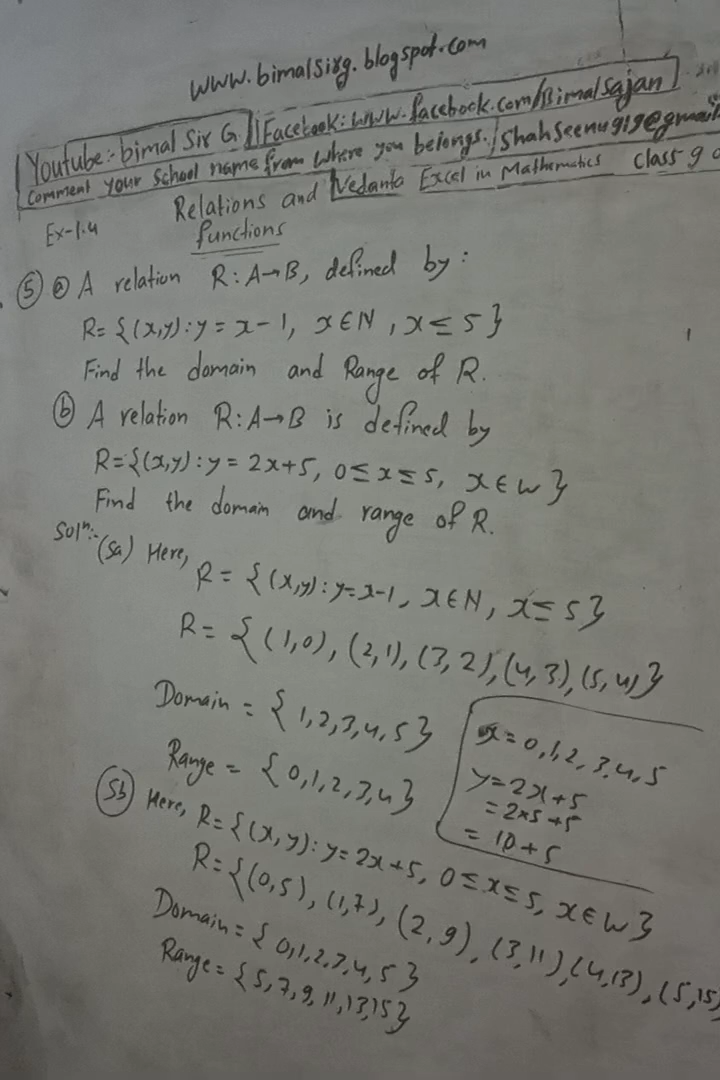 www.bimalsirg.blogspot.com
Youtube:- bimal Sir G. || Facebook: www.facebook.com/Bimalsajan
Comment your School name from where you belongs. / Shahseenu919@gmail
Ex-1.4 Relations and functions Vedanta Excel in Mathematics class 9
(5) (a) A relation R: A→B, defined by:
R= {(x,y): y = x-1, x∈N, x≤5}
Find the domain and Range of R.
(b) A relation R: A→B is defined by
R={(x,y): y = 2x+5, 0≤x≤5, x∈W}
Find the domain and range of R.
Solⁿ:-
(5a) Here,
R = {(x,y): y=x-1, x∈N, x≤5}
R= {(1,0), (2,1), (3,2), (4,3), (5,4)}
Domain = {1,2,3,4,5}
Range = {0,1,2,3,4}
x=0,1,2,3,4,5
y=2x+5
=2×5+5
= 10+5
(5b) Here, R={(x,y): y=2x+5, 0≤x≤5, x∈W}
R={(0,5), (1,7), (2,9), (3,11), (4,13), (5,15)
Domain = {0,1,2,3,4,5}
Range = {5,7,9,11,13,15}